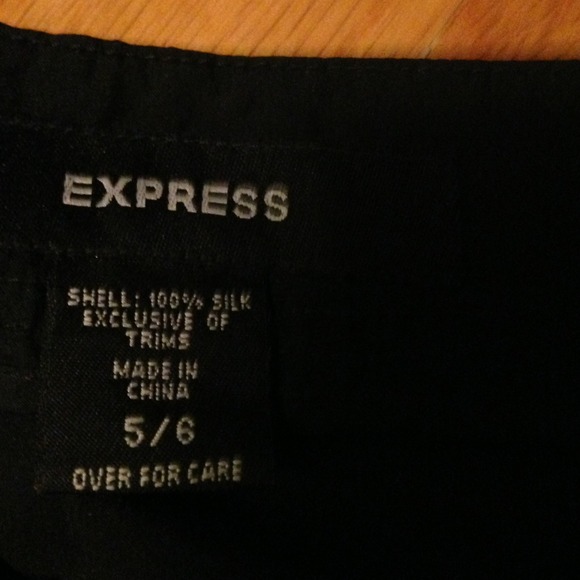 EXPRESS
SHELL: 100% SILK
EXCLUSIVE OF
TRIMS
MADE IN
CHINA
5/6
OVER FOR CARE